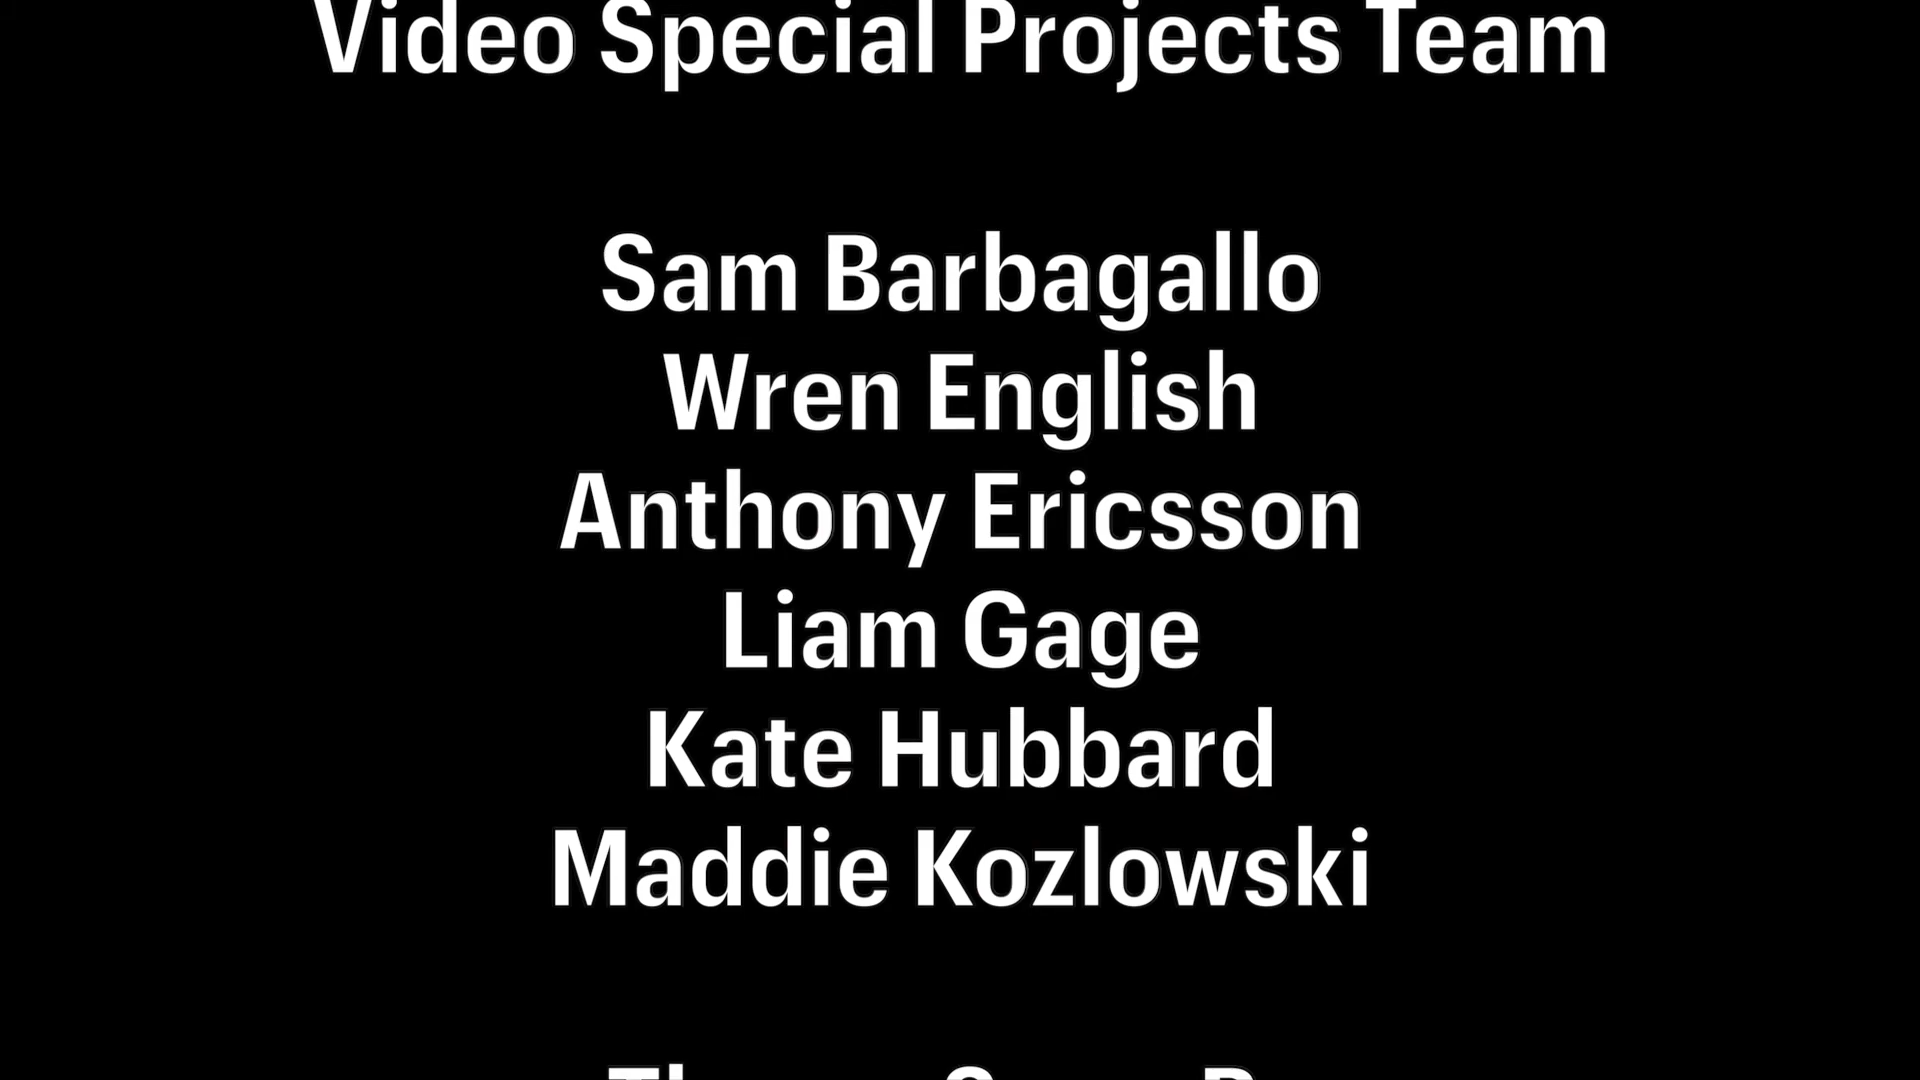 Video Special Projects Team
Sam Barbagallo
Wren English
Anthony Ericsson
Liam Gage
Kate Hubbard
Maddie Kozlowski